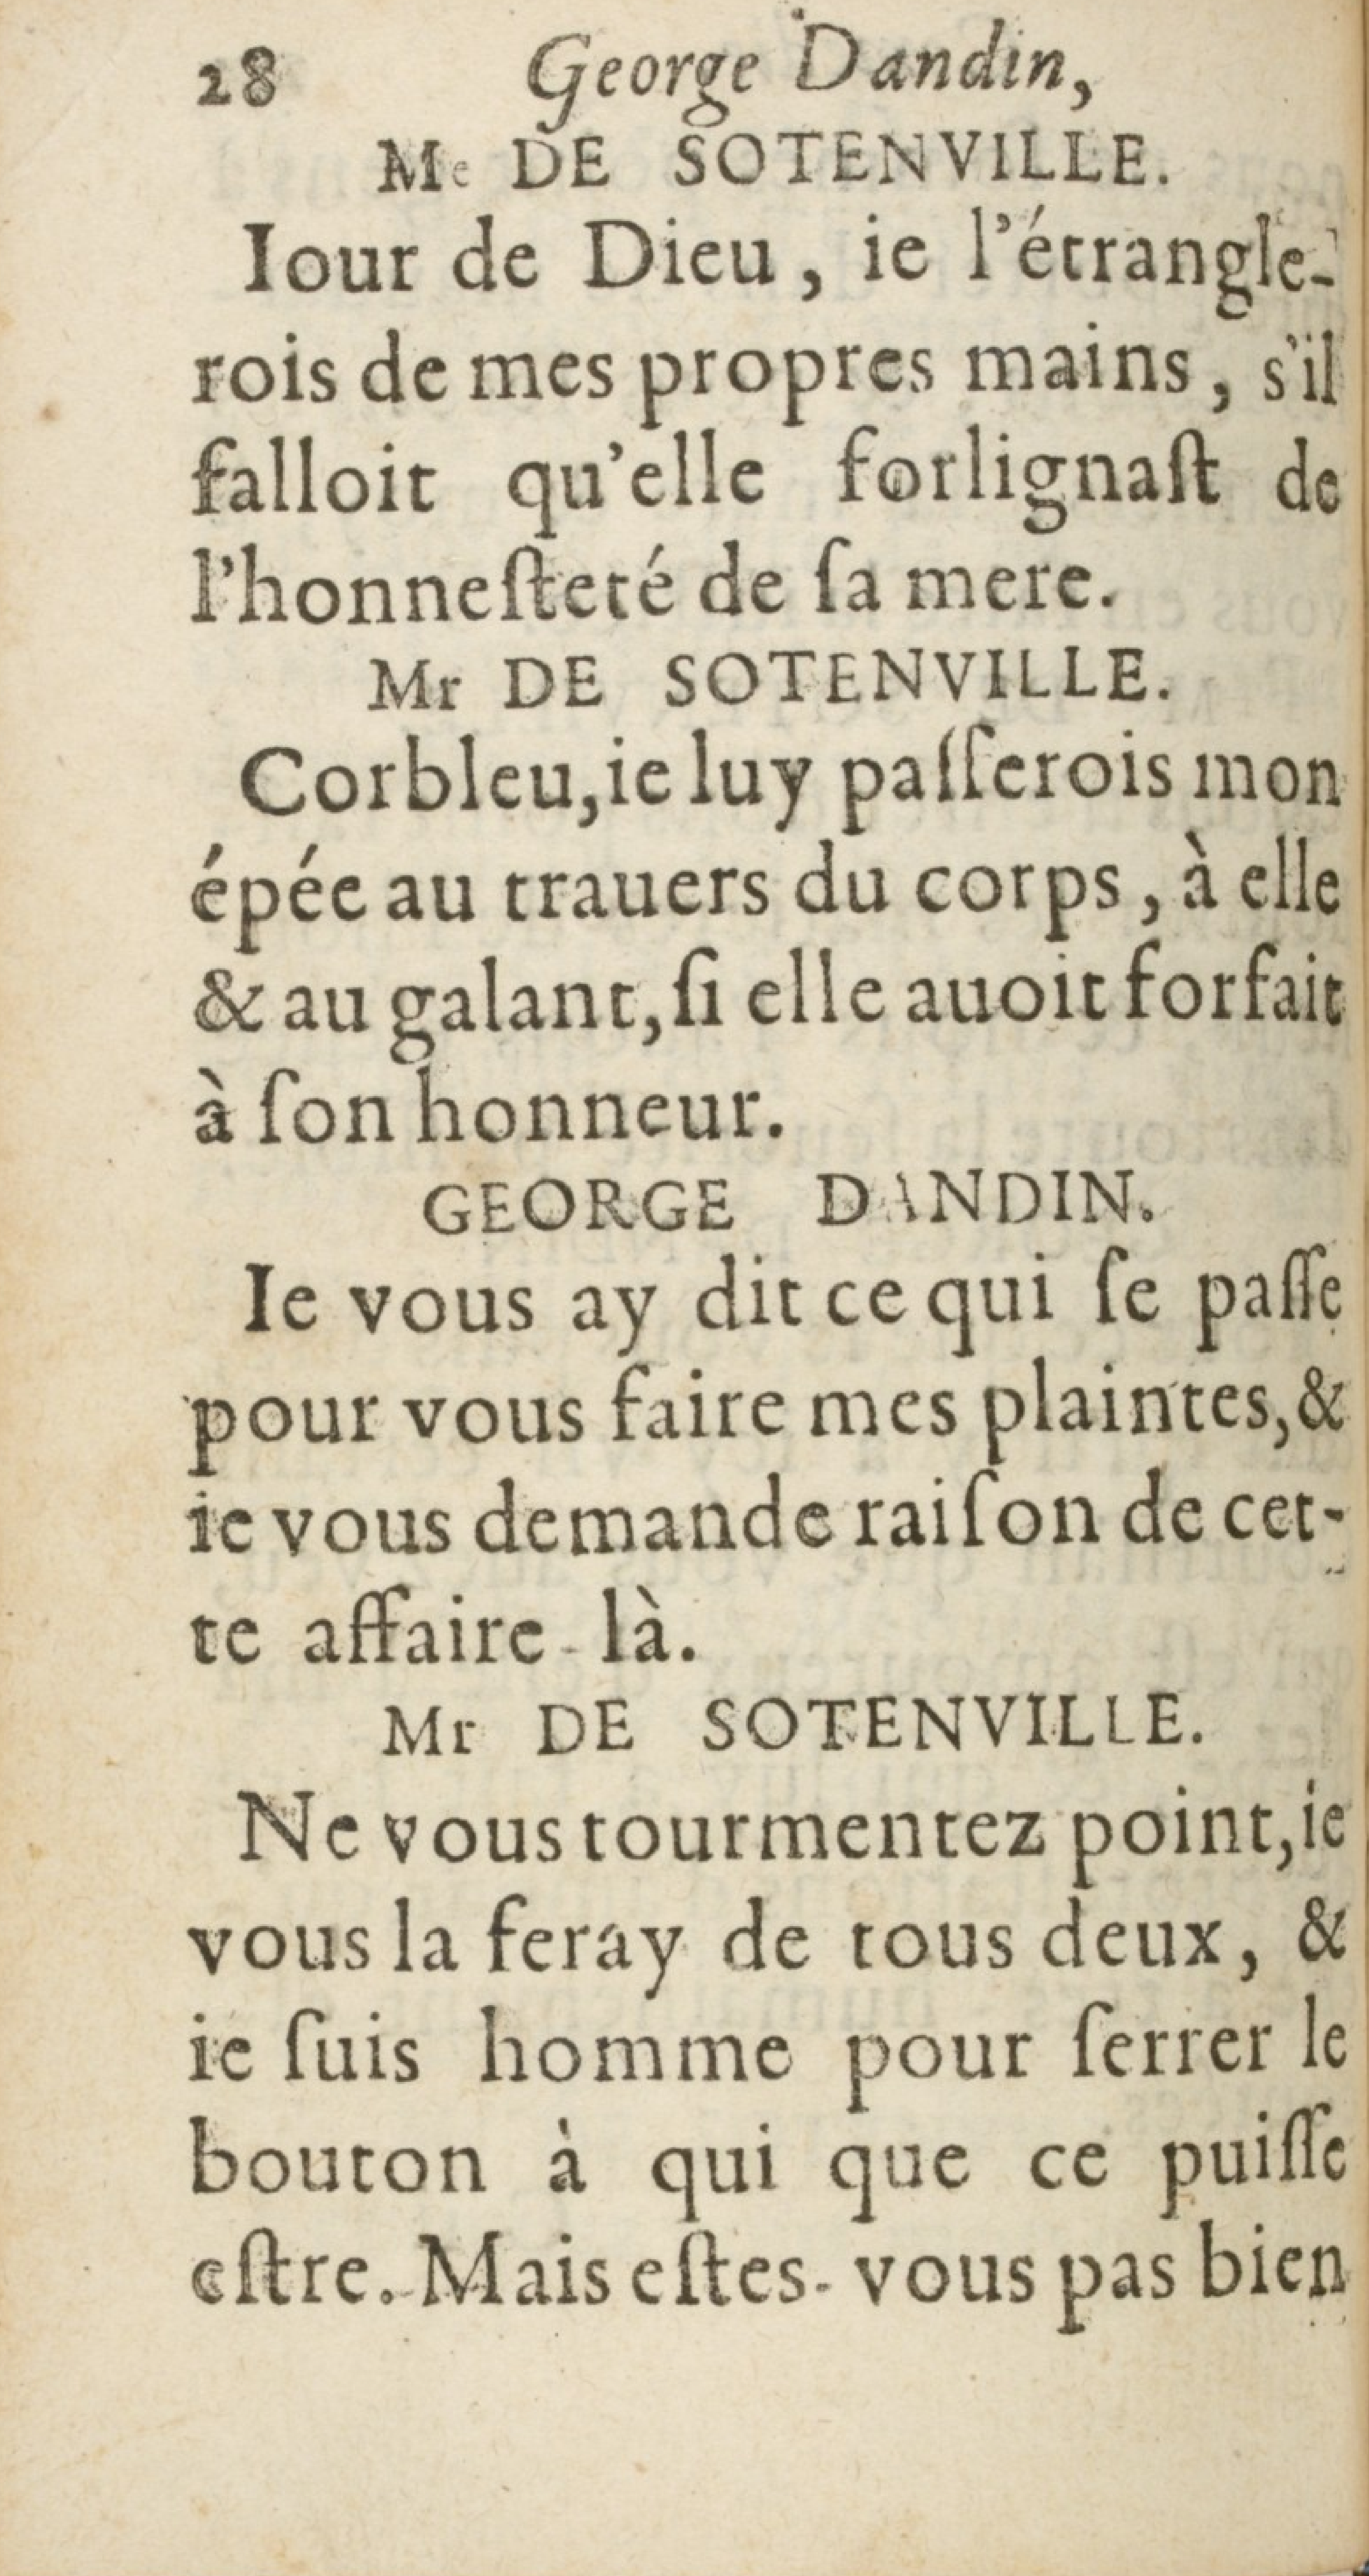 28 George Dandin,
Me DE SOTENVILLE.
Iour de Dieu, ie l'étrangle-
rois de mes propres mains, s'il
falloit qu'elle forlignaſt de
l'honneſteté de ſa mere.
Mr DE SOTENVILLE.
Corbleu, ie luy paſſerois mon
épée au trauers du corps, à elle
& au galant, ſi elle auoit forfait
à ſon honneur.
GEORGE DANDIN.
Ie vous ay dit ce qui ſe paſſe
pour vous faire mes plaintes, &
ie vous demande raiſon de cet-
te affaire-là.
Mr DE SOTENVILLE.
Ne vous tourmentez point, ie
vous la feray de tous deux, &
ie ſuis homme pour ſerrer le
bouton à qui que ce puiſſe
eſtre. Mais eſtes-vous pas bien